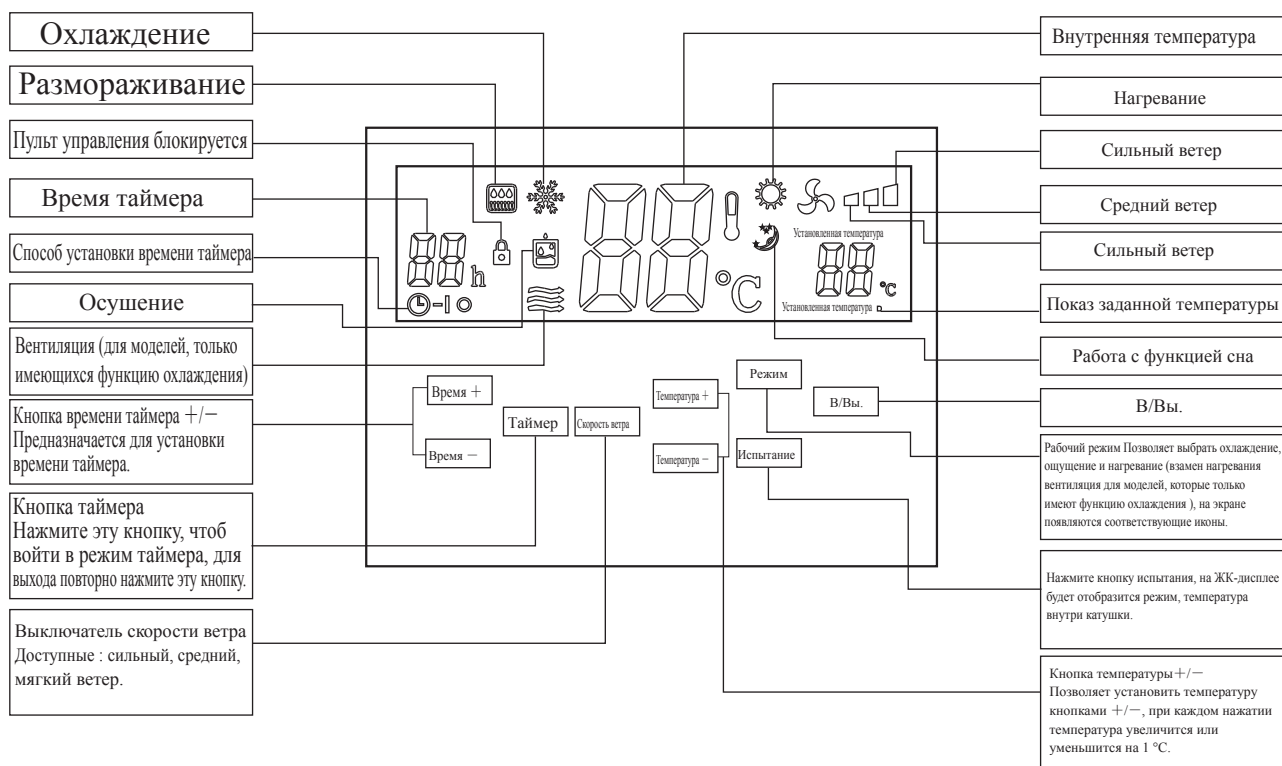 Охлаждение
Размораживание
Пульт управления блокируется
Время таймера
Способ установки времени таймера
Осушение
Вентиляция (для моделей, только
имеющихся функцию охлаждения)
Кнопка времени таймера +/−
Предназначается для установки
времени таймера.
Кнопка таймера
Нажмите эту кнопку, чтоб
войти в режим таймера, для
выхода повторно нажмите эту кнопку.
Выключатель скорости ветра
Доступные : сильный, средний,
мягкий ветер.
88 h
88 °C
Установленная температура
88 °C
Установленная температура
Время +
Время −
Таймер
Скорость ветра
Температура +
Температура −
Режим
Испытание
В/Вы.
Внутренняя температура
Нагревание
Сильный ветер
Средний ветер
Сильный ветер
Показ заданной температуры
Работа с функцией сна
В/Вы.
Рабочий режим Позволяет выбрать охлаждение,
ощущение и нагревание (взамен нагревания
вентиляция для моделей, которые только
имеют функцию охлаждения ), на экране
появляются соответствующие иконы.
Нажмите кнопку испытания, на ЖК-дисплее
будет отобразится режим, температура
внутри катушки.
Кнопка температуры+/−
Позволяет установить температуру
кнопками +/−, при каждом нажатии
температура увеличится или
уменьшится на 1 °C.